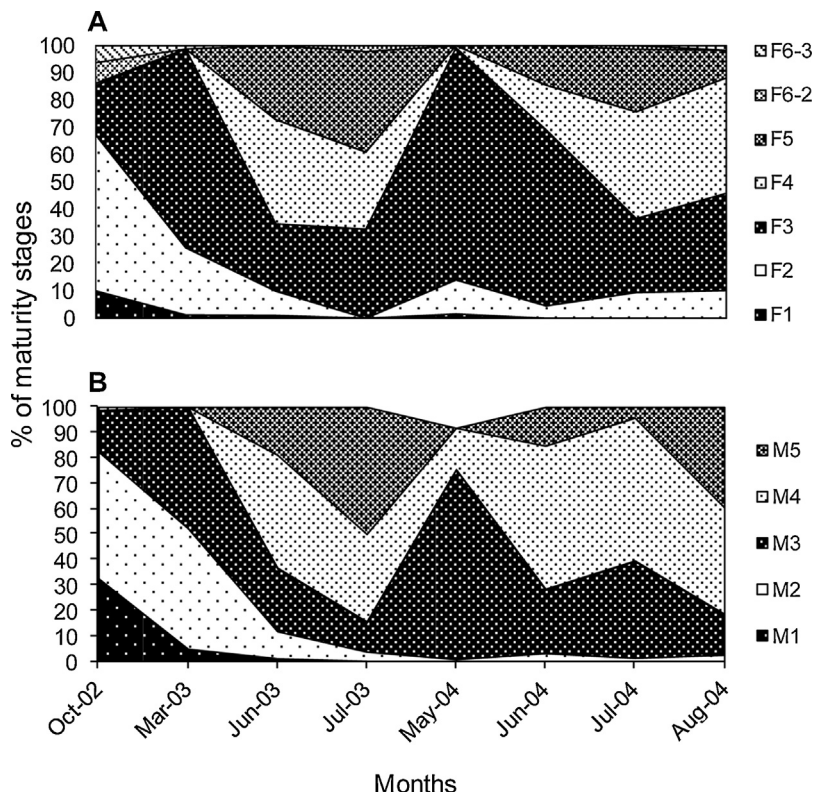 A
100
90
80
70
60
50
40
30
20
10
0
F6-3
F6-2
F5
F4
F3
F2
F1
% of maturity stages
B
100
90
80
70
60
50
40
30
20
10
0
M5
M4
M3
M2
M1
Oct-02
Mar-03
Jun-03
Jul-03
May-04
Jun-04
Jul-04
Aug-04
Months